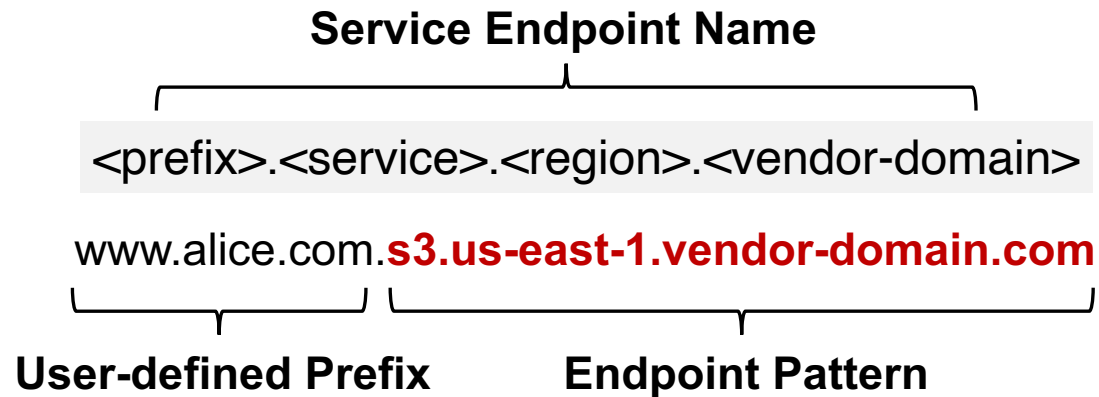 Service Endpoint Name
<prefix>.<service>.<region>.<vendor-domain>
www.alice.com.s3.us-east-1.vendor-domain.com
User-defined Prefix Endpoint Pattern